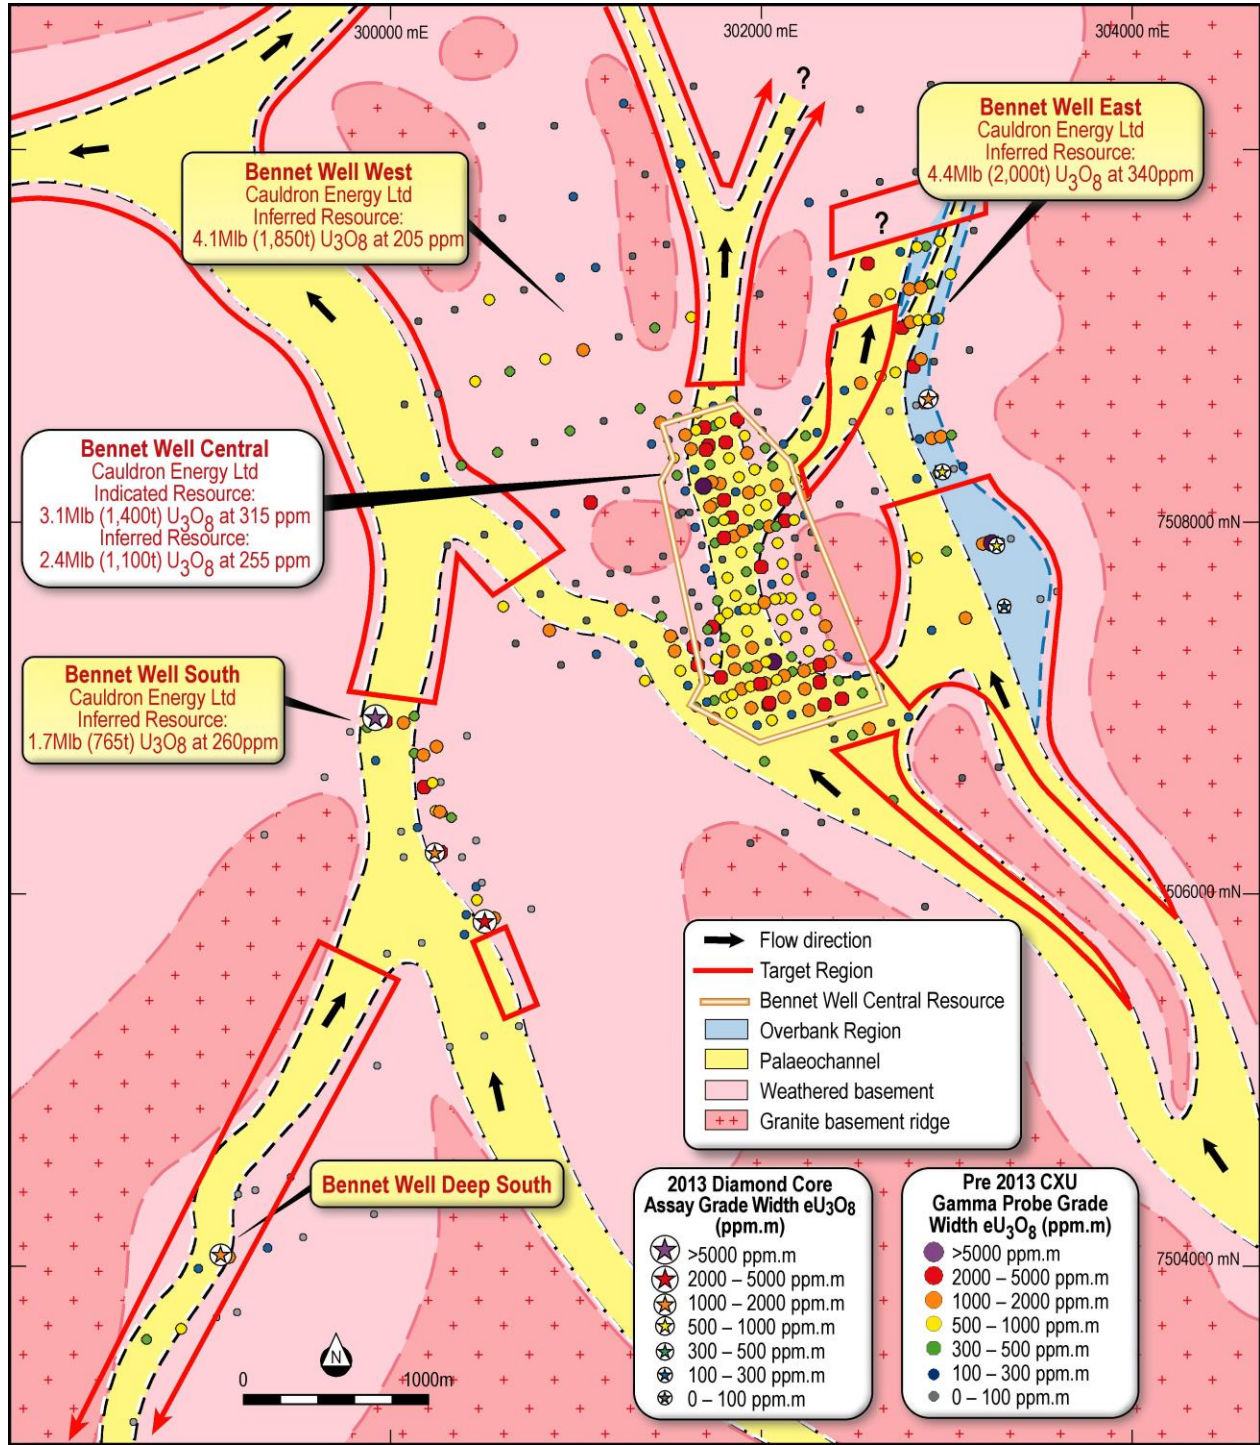 300000 mE
302000 mE
304000 mE
?
Bennet Well East
Cauldron Energy Ltd
Inferred Resource:
4.4Mlb (2,000t) U3O8 at 340ppm
Bennet Well West
Cauldron Energy Ltd
Inferred Resource:
4.1Mlb (1,850t) U3O8 at 205 ppm
?
Bennet Well Central
Cauldron Energy Ltd
Indicated Resource:
3.1Mlb (1,400t) U3O8 at 315 ppm
Inferred Resource:
2.4Mlb (1,100t) U3O8 at 255 ppm
7508000 mN
Bennet Well South
Cauldron Energy Ltd
Inferred Resource:
1.7Mlb (765t) U3O8 at 260ppm
7506000 mN
Flow direction
Target Region
Bennet Well Central Resource
Overbank Region
Palaeochannel
Weathered basement
Granite basement ridge
Bennet Well Deep South
2013 Diamond Core
Assay Grade Width eU3O8
(ppm.m)
>5000 ppm.m
2000 – 5000 ppm.m
1000 – 2000 ppm.m
500 – 1000 ppm.m
300 – 500 ppm.m
100 – 300 ppm.m
0 – 100 ppm.m
Pre 2013 CXU
Gamma Probe Grade
Width eU3O8 (ppm.m)
>5000 ppm.m
2000 – 5000 ppm.m
1000 – 2000 ppm.m
500 – 1000 ppm.m
300 – 500 ppm.m
100 – 300 ppm.m
0 – 100 ppm.m
7504000 mN
N
0
1000m